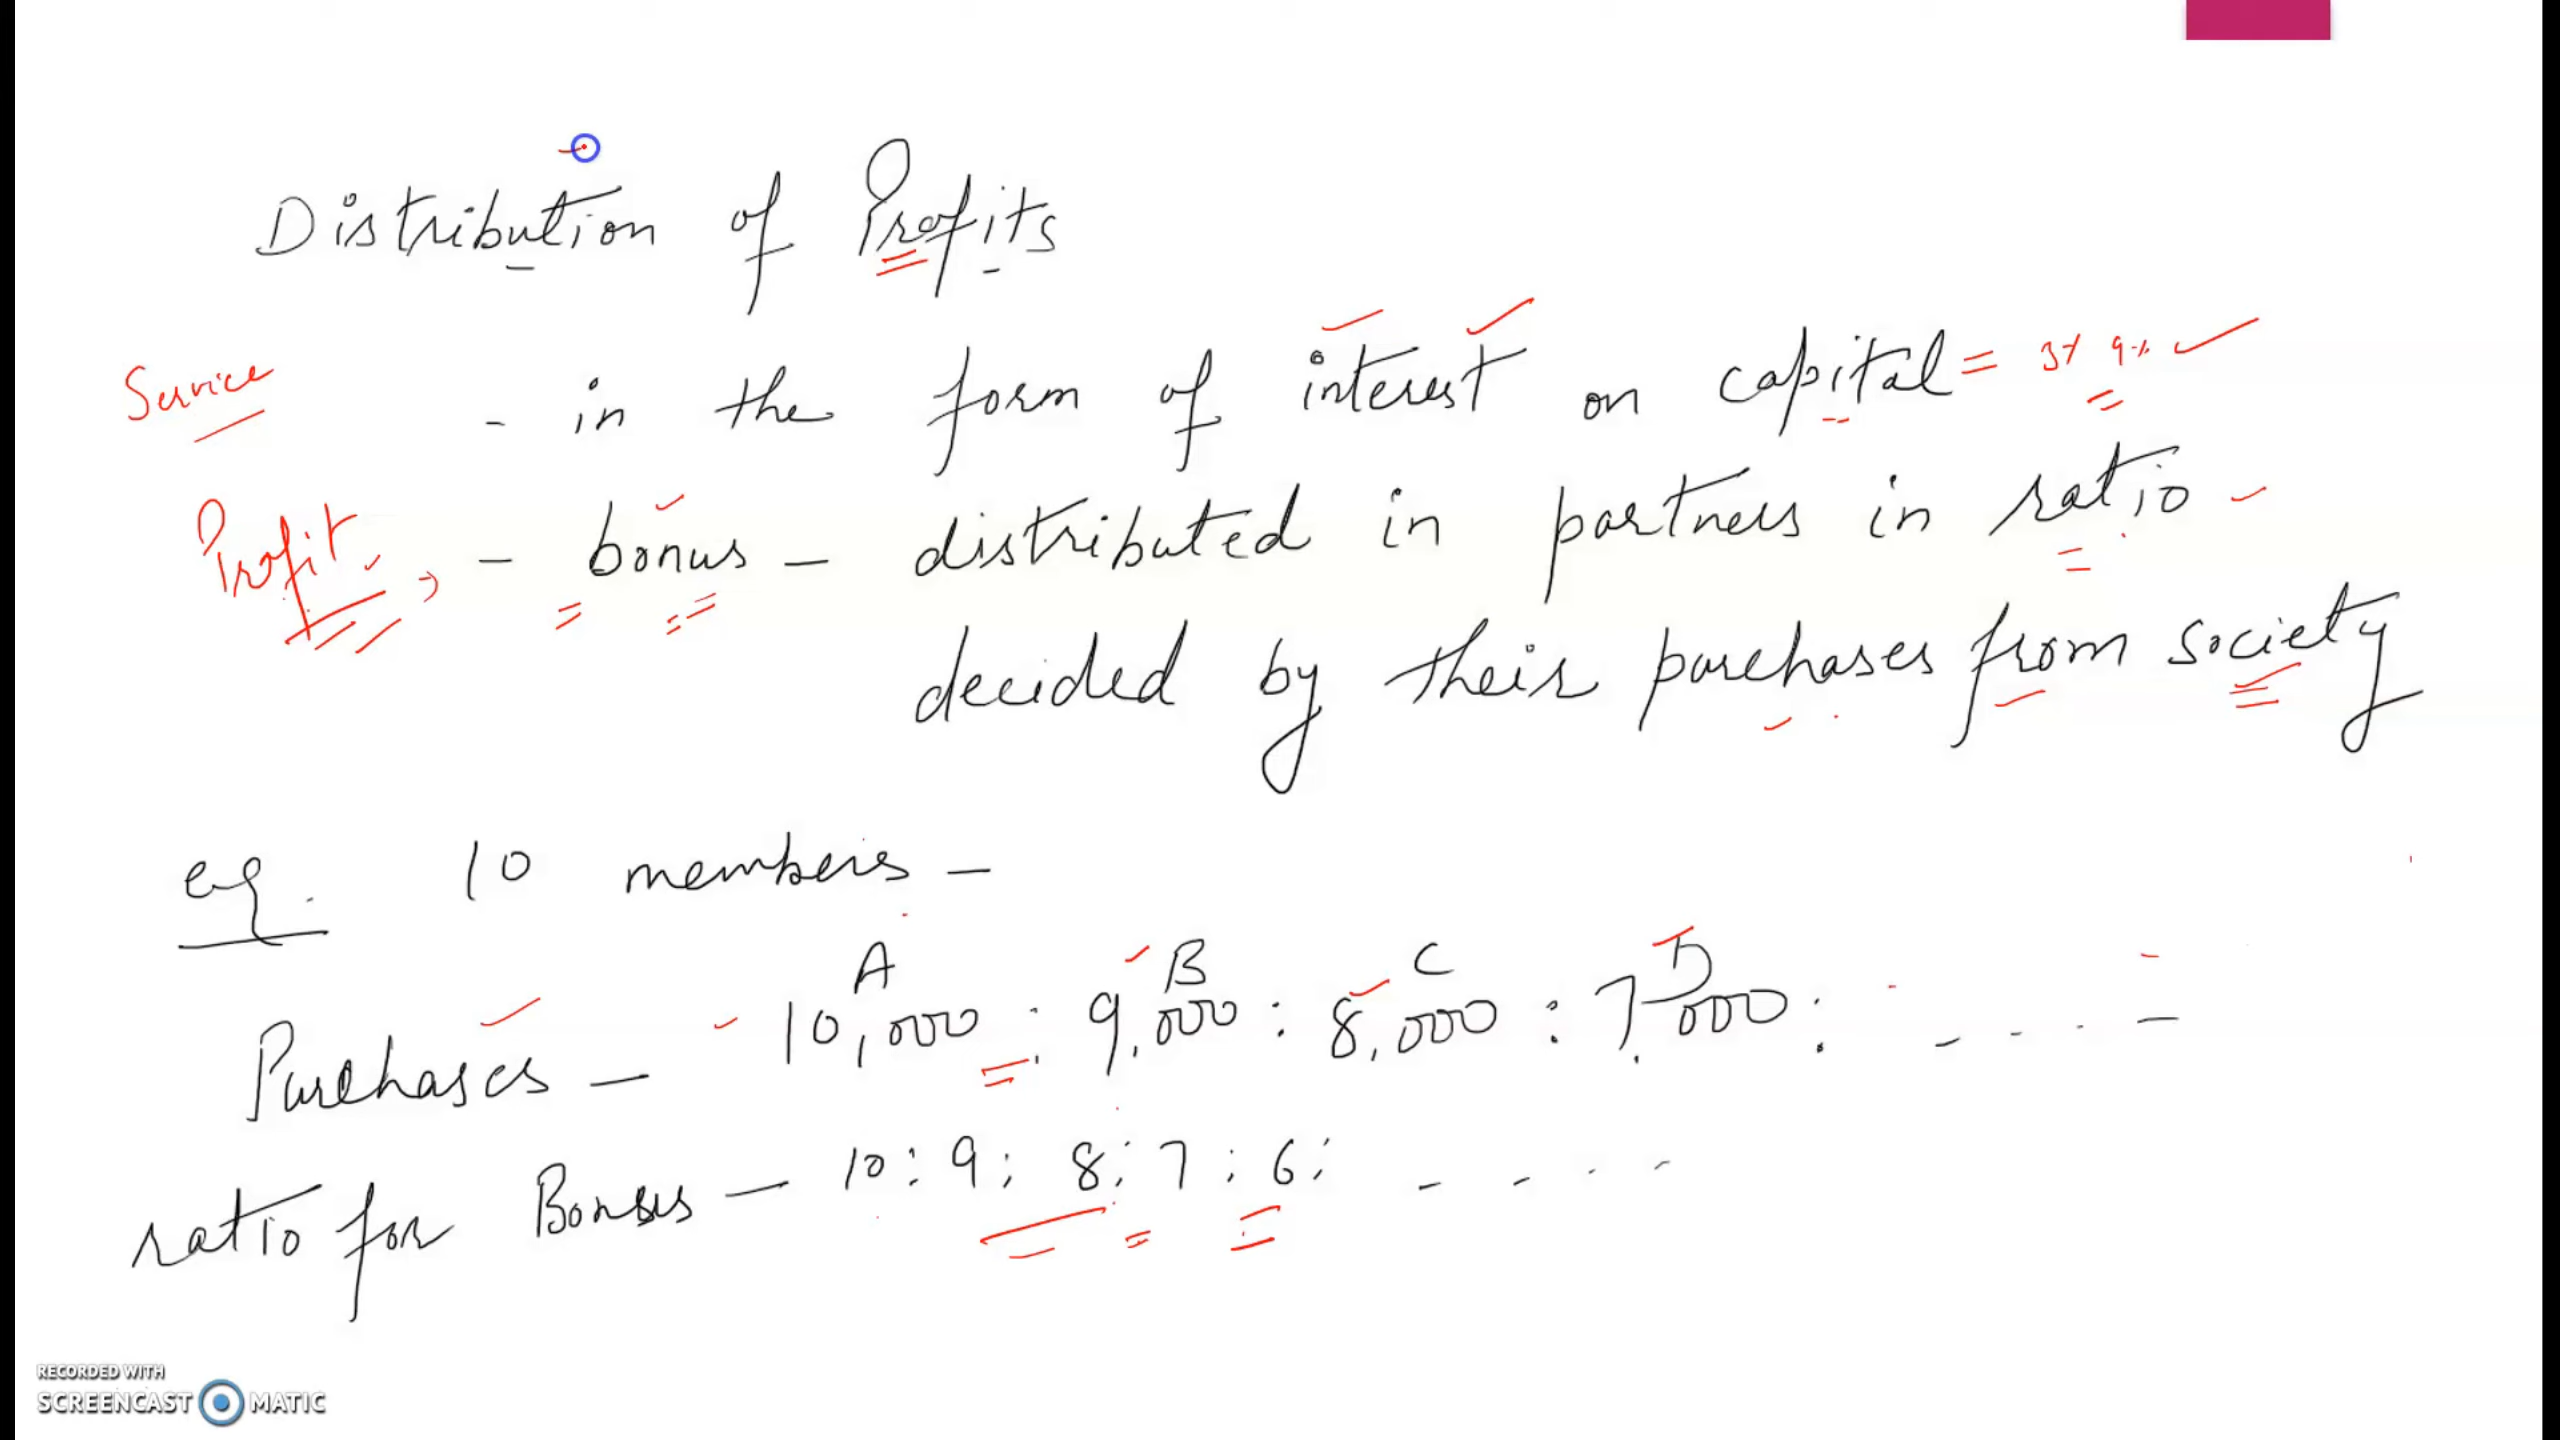 Distribution of Profits
Service - in the form of interest on capital = 3% 9%
Profit, - bonus - distributed in partners in ratio -
decided by their purchases from society
eg. 10 members -
A B C D
Purchases - 10,000 : 9,000 : 8,000 : 7,000 : - . . . -
ratio for Bonus - 10 : 9 ; 8 ; 7 ; 6 ; - - - -
RECORDED WITH
SCREENCAST MATIC